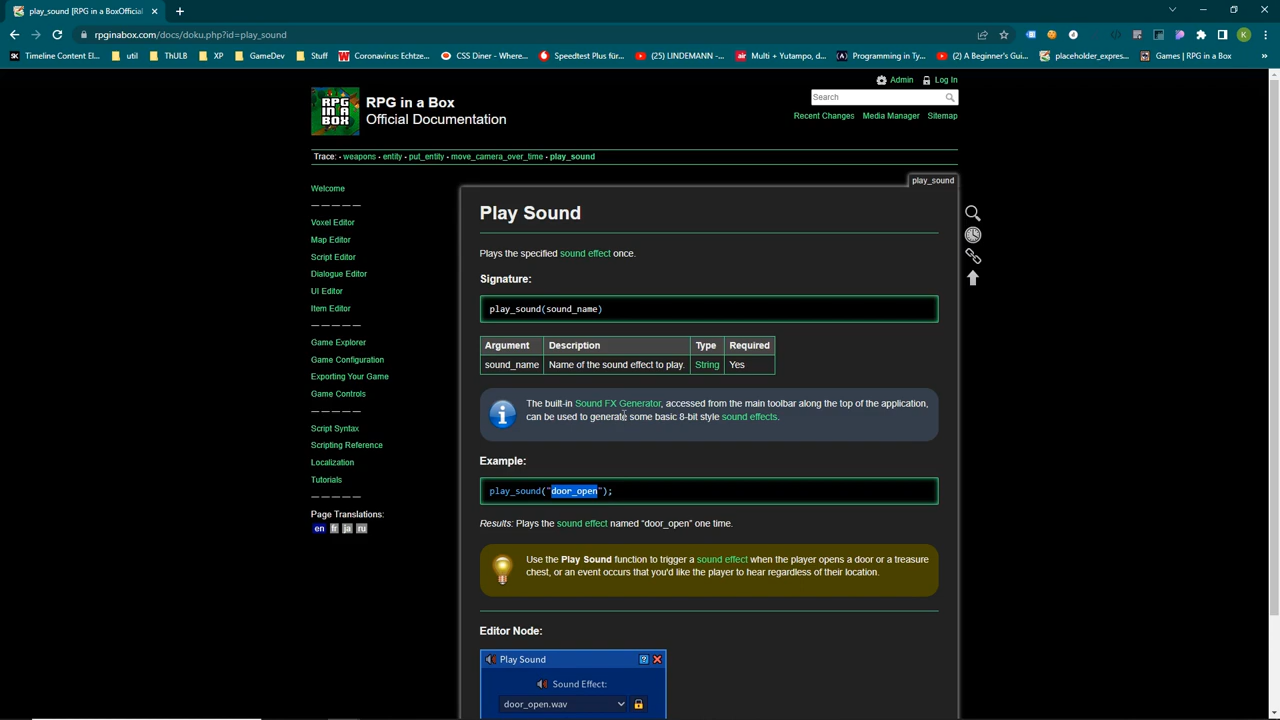 play_sound [RPG in a BoxOfficial
rpginabox.com/docs/doku.php?id=play_sound
K
SK Timeline Content El... util ThULB XP GameDev Stuff W Coronavirus: Echtze... CSS Diner - Where... Speedtest Plus für... (25) LINDEMANN -... air Multi + Yutampo, d... Programming in Ty... (2) A Beginner's Gui... placeholder_expres... Games | RPG in a Box »
Admin Log In
RPG IN A BOX
RPG in a Box
Official Documentation
Search
Recent Changes Media Manager Sitemap
Trace: • weapons • entity • put_entity • move_camera_over_time • play_sound
play_sound
Welcome
— — — — —
Voxel Editor
Map Editor
Script Editor
Dialogue Editor
UI Editor
Item Editor
— — — — —
Game Explorer
Game Configuration
Exporting Your Game
Game Controls
— — — — —
Script Syntax
Scripting Reference
Localization
Tutorials
— — — — —
Page Translations:
en fr ja ru
Play Sound
Plays the specified sound effect once.
Signature:
play_sound(sound_name)
Argument Description Type Required
sound_name Name of the sound effect to play. String Yes
The built-in Sound FX Generator, accessed from the main toolbar along the top of the application,
can be used to generate some basic 8-bit style sound effects.
Example:
play_sound("door_open");
Results: Plays the sound effect named "door_open" one time.
Use the Play Sound function to trigger a sound effect when the player opens a door or a treasure
chest, or an event occurs that you'd like the player to hear regardless of their location.
Editor Node:
Play Sound ?
Sound Effect:
door_open.wav